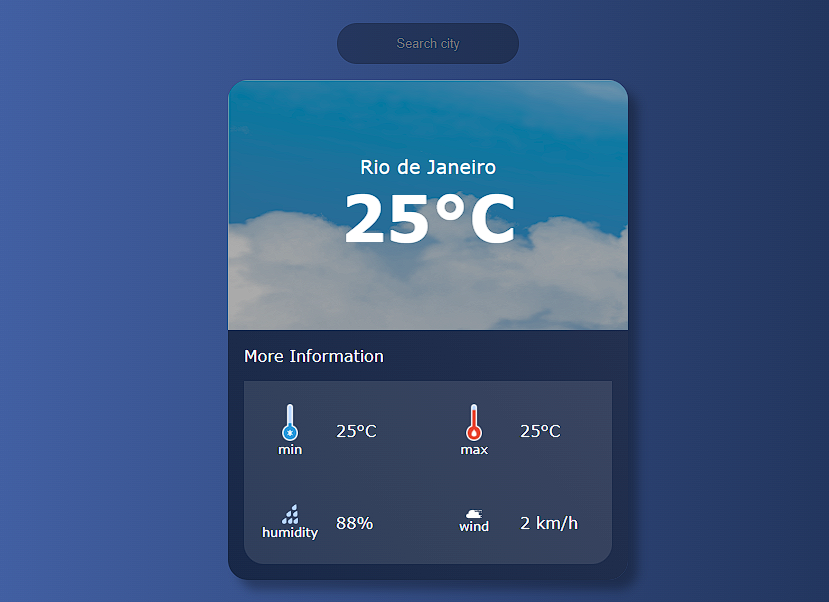 Search city
Rio de Janeiro
25°C
More Information
min
25°C
max
25°C
humidity
88%
wind
2 km/h